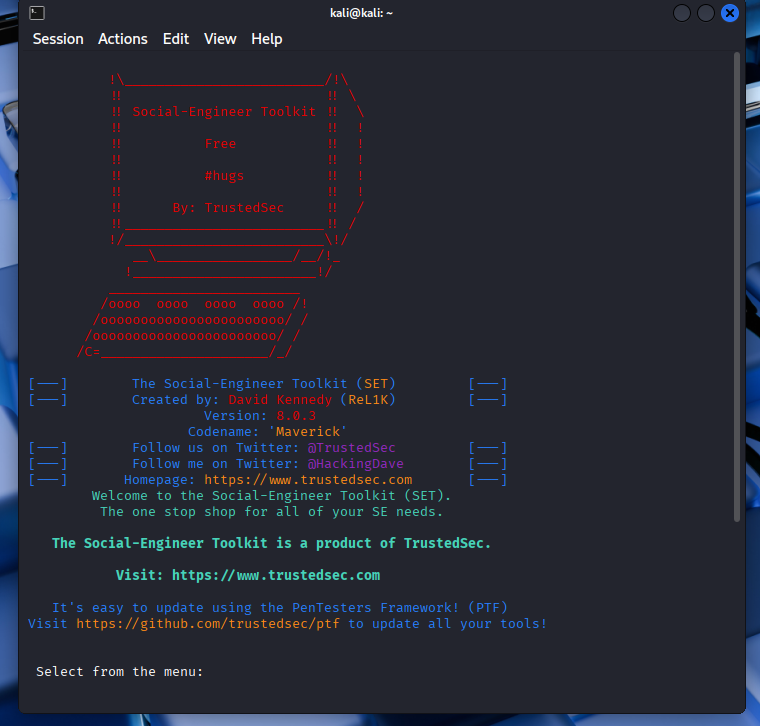 kali@kali: ~
Session Actions Edit View Help
!\_________________________/!\
!! !! \
!! Social-Engineer Toolkit !! \
!! !! !
!! Free !! !
!! !! !
!! #hugs !! !
!! !! !
!! By: TrustedSec !! /
!!_________________________!! /
!/_________________________\!/
__\_________________/__/!_
!_______________________!/
________________________
/oooo oooo oooo oooo /!
/ooooooooooooooooooooooo/ /
/ooooooooooooooooooooooo/ /
/C=_____________________/_/
[---] The Social-Engineer Toolkit (SET) [---]
[---] Created by: David Kennedy (ReL1K) [---]
Version: 8.0.3
Codename: 'Maverick'
[---] Follow us on Twitter: @TrustedSec [---]
[---] Follow me on Twitter: @HackingDave [---]
[---] Homepage: https://www.trustedsec.com [---]
Welcome to the Social-Engineer Toolkit (SET).
The one stop shop for all of your SE needs.
The Social-Engineer Toolkit is a product of TrustedSec.
Visit: https://www.trustedsec.com
It's easy to update using the PenTesters Framework! (PTF)
Visit https://github.com/trustedsec/ptf to update all your tools!
Select from the menu: